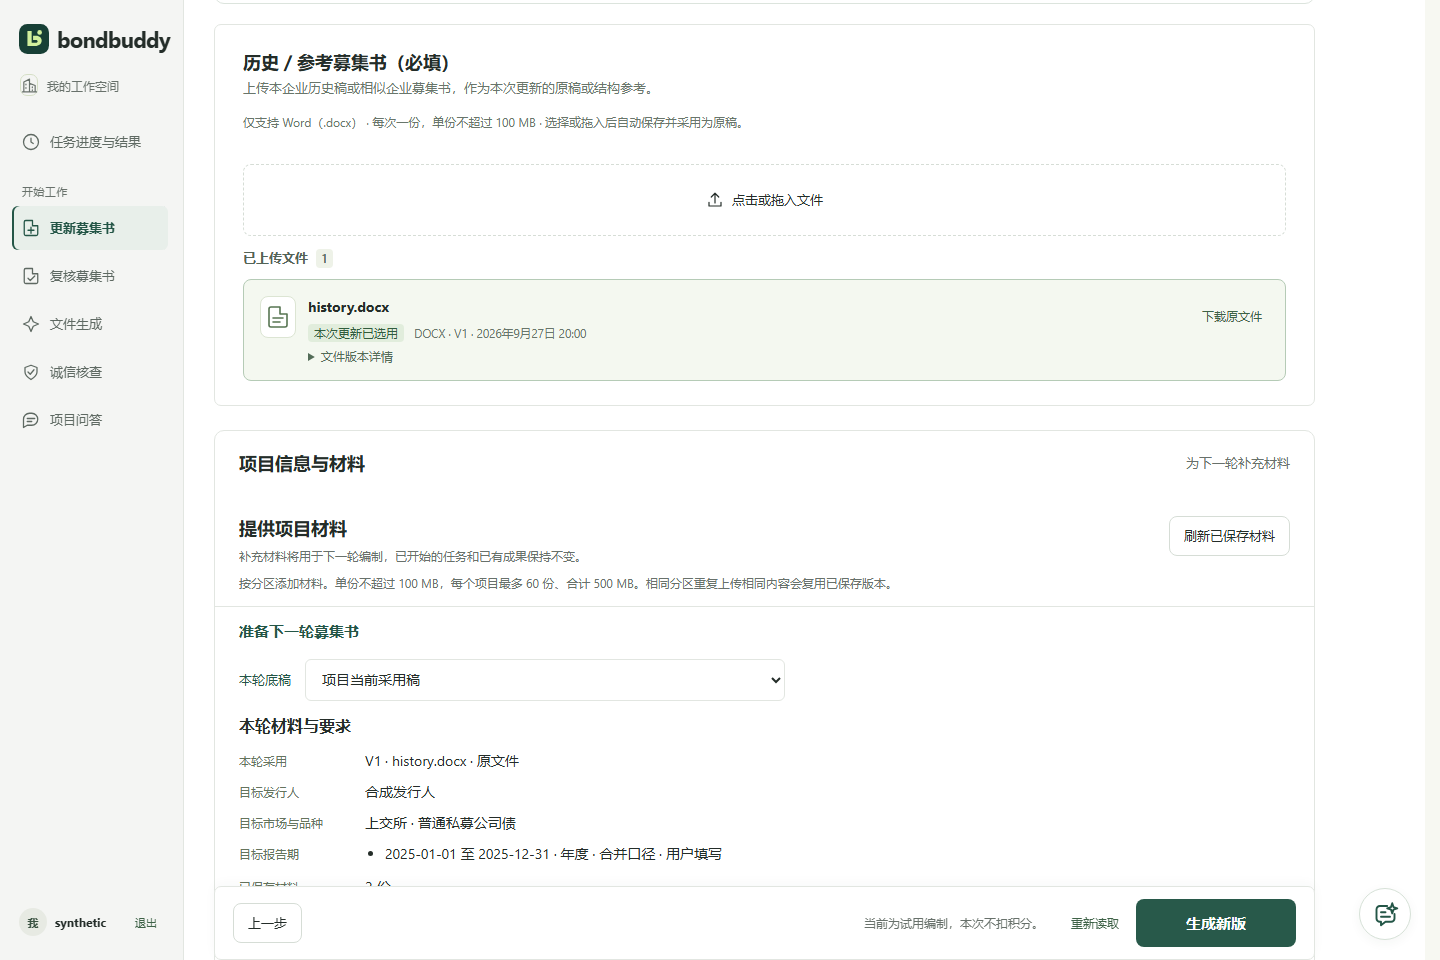 bondbuddy
我的工作空间
任务进度与结果
开始工作
更新募集书
复核募集书
文件生成
诚信核查
项目问答
我 synthetic 退出
历史 / 参考募集书（必填）
上传本企业历史稿或相似企业募集书，作为本次更新的原稿或结构参考。
仅支持 Word（.docx） · 每次一份，单份不超过 100 MB · 选择或拖入后自动保存并采用为原稿。
点击或拖入文件
已上传文件 1
history.docx
本次更新已选用 DOCX · V1 · 2026年9月27日 20:00
文件版本详情
下载原文件
项目信息与材料
为下一轮补充材料
提供项目材料
补充材料将用于下一轮编制，已开始的任务和已有成果保持不变。
按分区添加材料。单份不超过 100 MB，每个项目最多 60 份、合计 500 MB。相同分区重复上传相同内容会复用已保存版本。
刷新已保存材料
准备下一轮募集书
本轮底稿 项目当前采用稿
本轮材料与要求
本轮采用 V1 · history.docx · 原文件
目标发行人 合成发行人
目标市场与品种 上交所 · 普通私募公司债
目标报告期 • 2025-01-01 至 2025-12-31 · 年度 · 合并口径 · 用户填写
上一步
当前为试用编制，本次不扣积分。
重新读取
生成新版